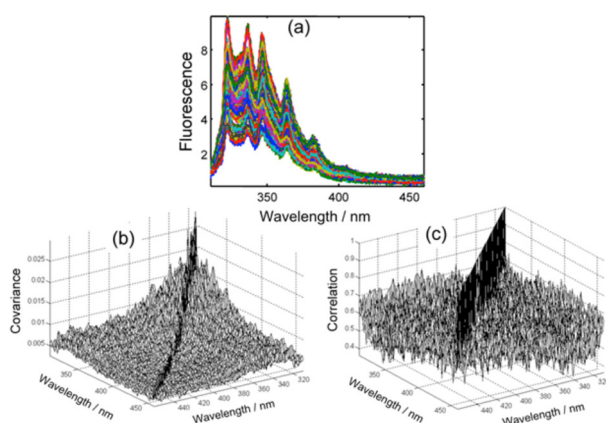 (a)
Fluorescence
8
6
4
2
350 400 450
Wavelength / nm
(b)
Covariance
0.025
0.02
0.015
0.01
0.005
350
400
450
440 420 400 380 360 340 320
Wavelength / nm
Wavelength / nm
(c)
Correlation
1
0.9
0.8
0.7
0.6
0.5
0.4
350
400
450
440 420 400 380 360 340 320
Wavelength / nm
Wavelength / nm